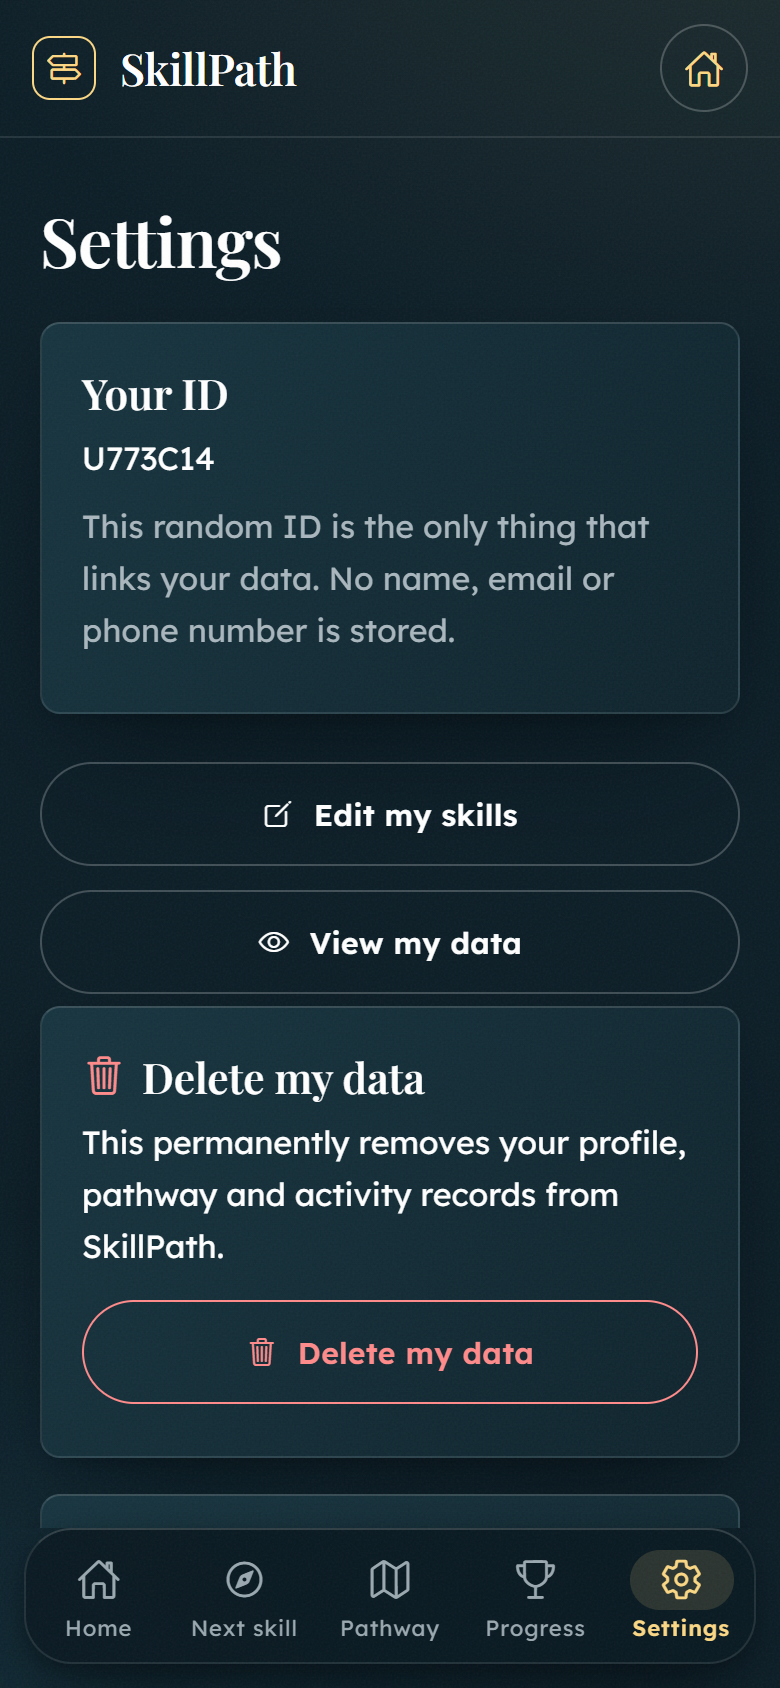 SkillPath
Settings
Your ID
U773C14
This random ID is the only thing that
links your data. No name, email or
phone number is stored.
Edit my skills
View my data
Delete my data
This permanently removes your profile,
pathway and activity records from
SkillPath.
Delete my data
Home
Next skill
Pathway
Progress
Settings